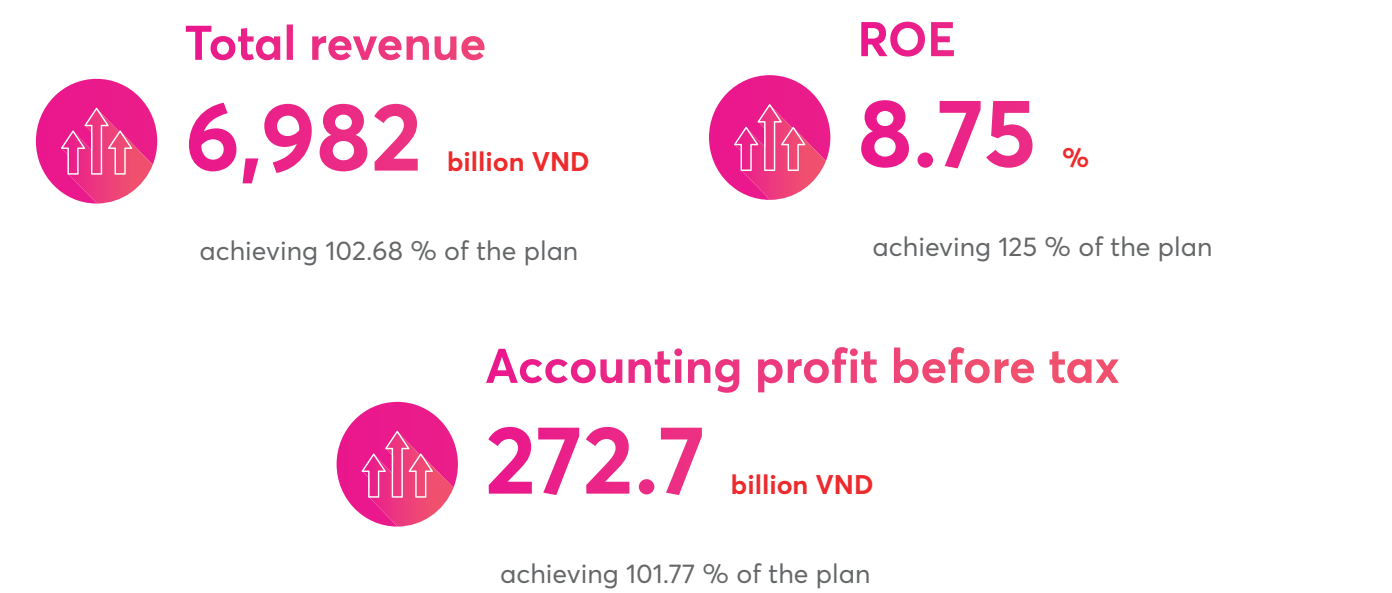 Total revenue
6,982 billion VND
achieving 102.68 % of the plan
ROE
8.75 %
achieving 125 % of the plan
Accounting profit before tax
272.7 billion VND
achieving 101.77 % of the plan